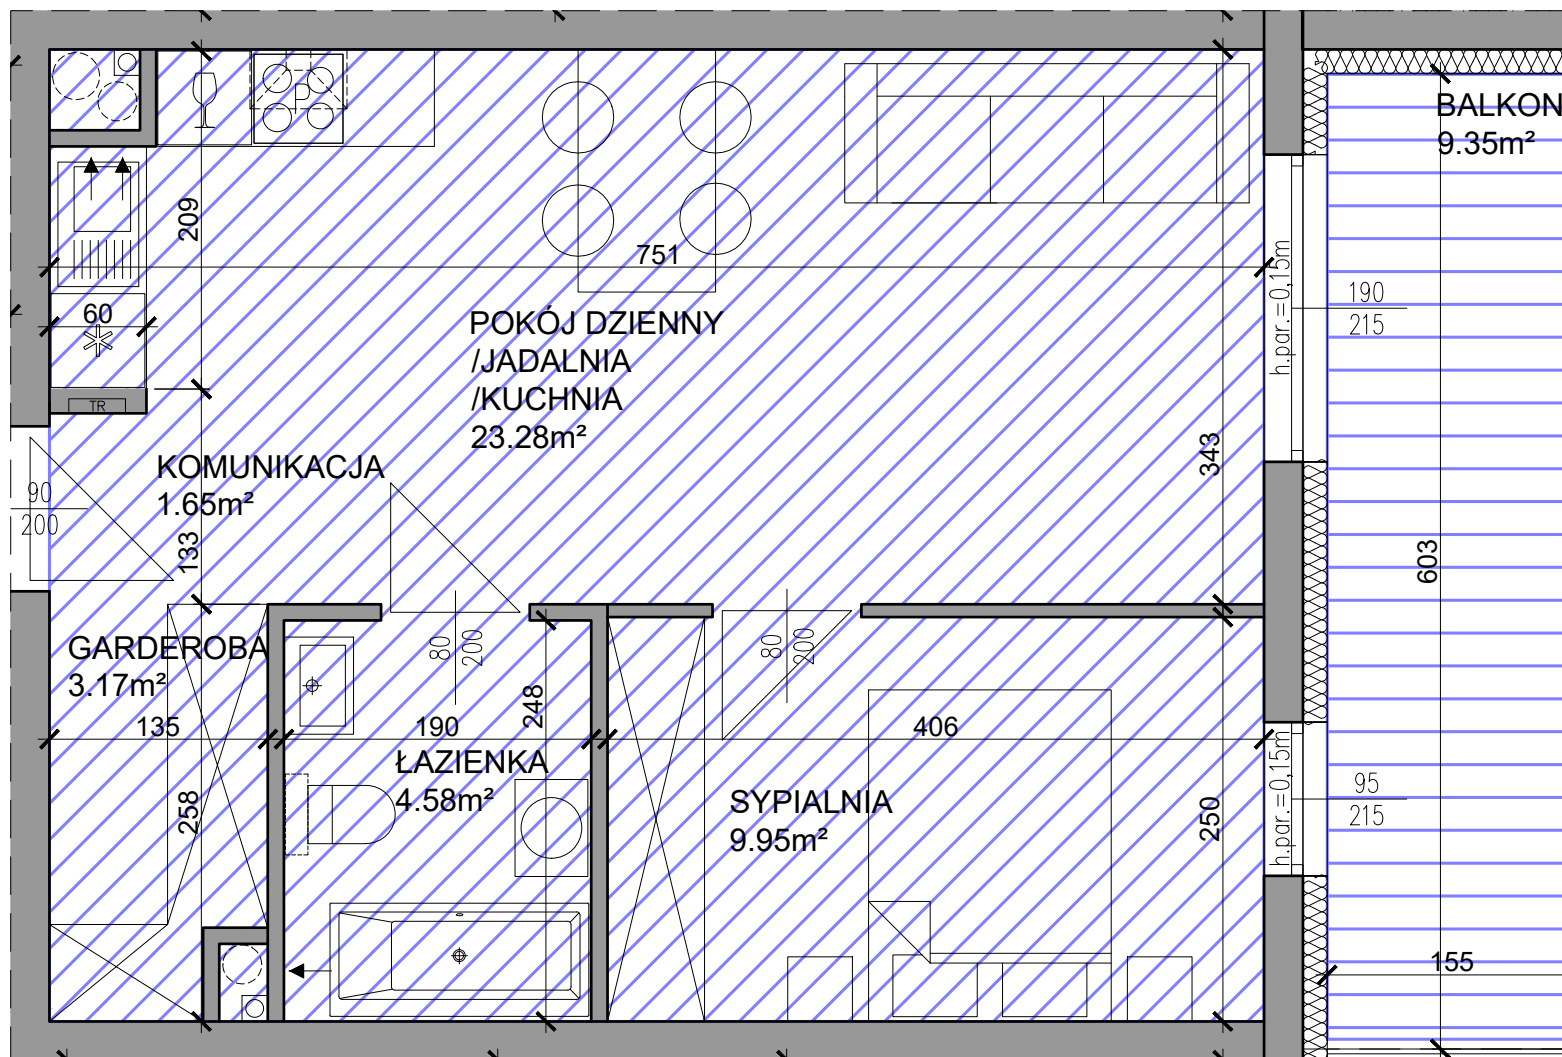 BALKON
9.35m²
P
209
751
60
TR
h.par.=0,15m
190
215
POKÓJ DZIENNY
/JADALNIA
/KUCHNIA
23.28m²
343
KOMUNIKACJA
1.65m²
90
200
133
603
80
200
80
200
GARDEROBA
3.17m²
135
190
248
406
ŁAZIENKA
4.58m²
258
SYPIALNIA
9.95m²
250
h.par.=0,15m
95
215
155